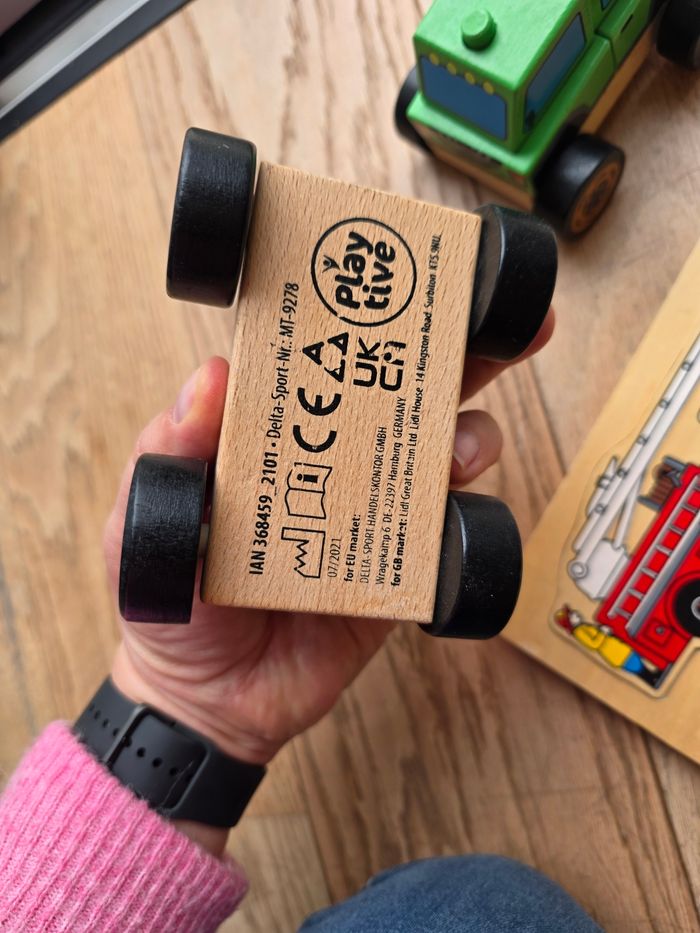 IAN 368459_2101 • Delta-Sport-Nr.: MT-9278
i
CE
UK
CA
Play
tive
07/2021
for EU market:
DELTA-SPORT HANDELSKONTOR GMBH
Wragekamp 6 DE-22397 Hamburg GERMANY
for GB market: Lidl Great Britain Ltd Lidl House 14 Kingston Road Surbiton KT5 9NU